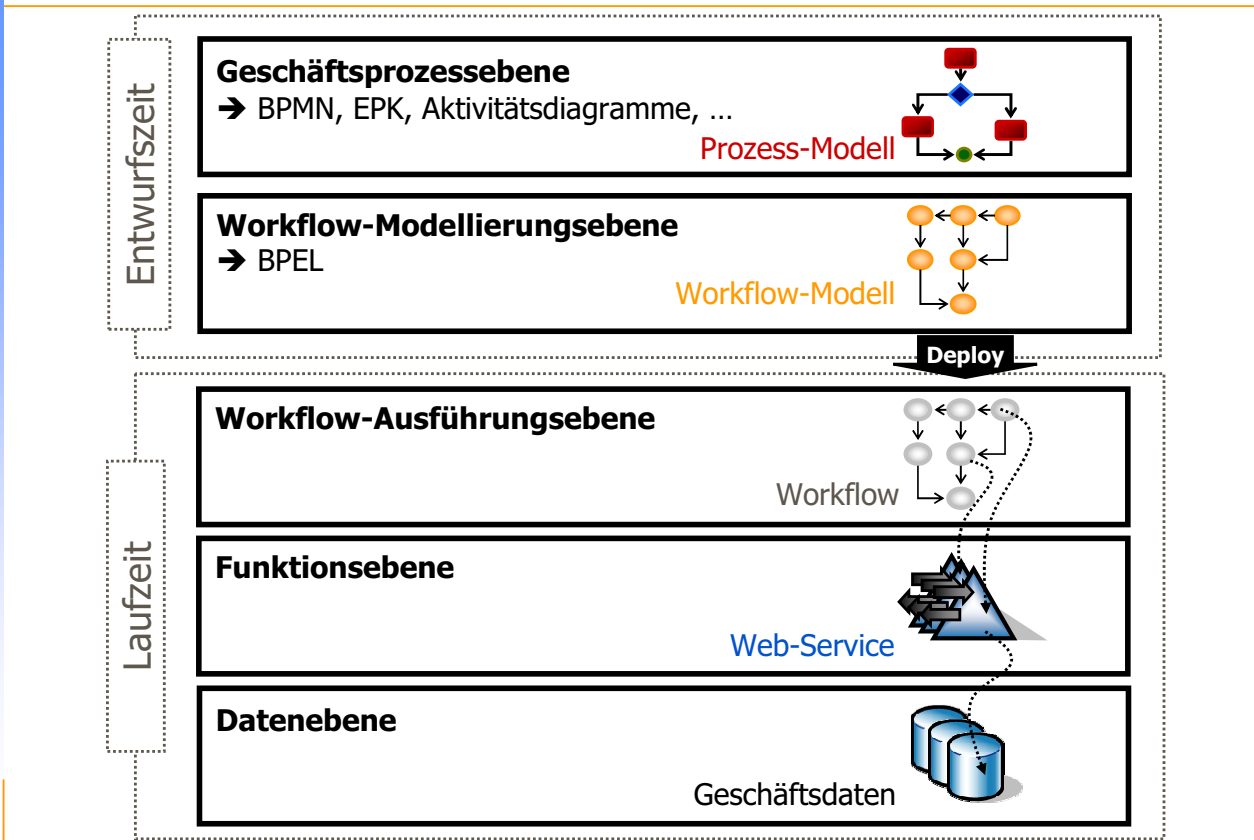 Entwurfszeit
Geschäftsprozessebene
➔ BPMN, EPK, Aktivitätsdiagramme, …
Prozess-Modell
Workflow-Modellierungsebene
➔ BPEL
Workflow-Modell
Deploy
Laufzeit
Workflow-Ausführungsebene
Workflow
Funktionsebene
Web-Service
Datenebene
Geschäftsdaten